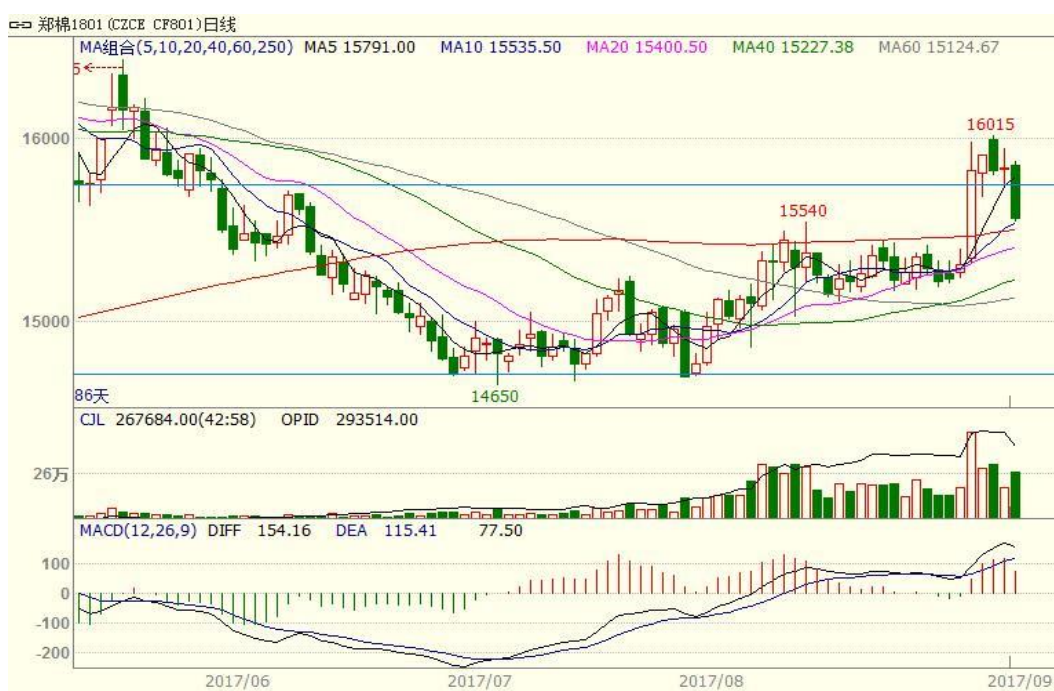 郑棉1801 (CZCE CF801)日线
MA组合(5,10,20,40,60,250) MA5 15791.00 MA10 15535.50 MA20 15400.50 MA40 15227.38 MA60 15124.67
5
16015
16000
15540
15000
14650
86天
CJL 267684.00(42:58) OPID 293514.00
26万
MACD(12,26,9) DIFF 154.16 DEA 115.41 77.50
100
0
-100
-200
2017/06 2017/07 2017/08 2017/09